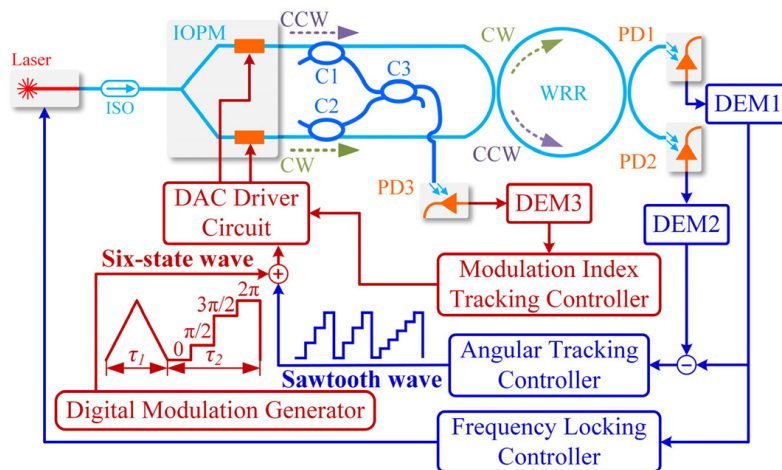 IOPM
CCW
CW
PD1
Laser
C1
C3
ISO
C2
WRR
DEM1
CCW
CW
PD2
PD3
DAC Driver
Circuit
DEM3
DEM2
Six-state wave
+
Modulation Index
Tracking Controller
2π
3π/2
π/2
0
τ1
τ2
Sawtooth wave
Angular Tracking
Controller
−
Digital Modulation Generator
Frequency Locking
Controller